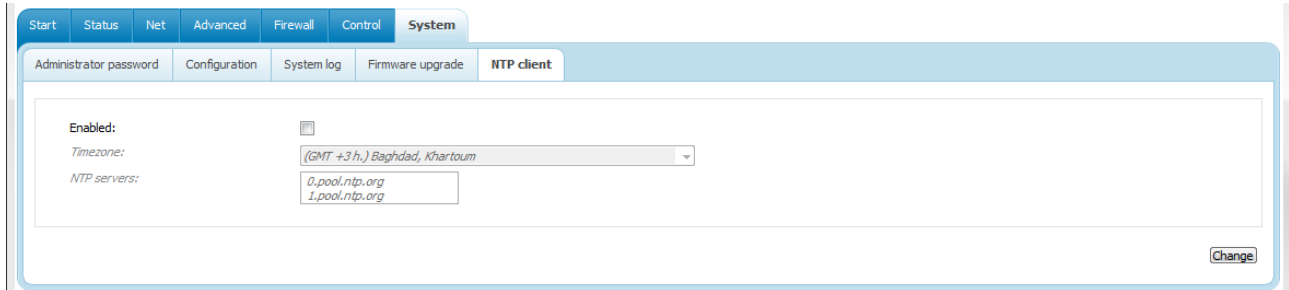 Start Status Net Advanced Firewall Control System
Administrator password Configuration System log Firmware upgrade NTP client
Enabled:
Timezone: (GMT +3 h.) Baghdad, Khartoum
NTP servers: 0.pool.ntp.org
1.pool.ntp.org
Change